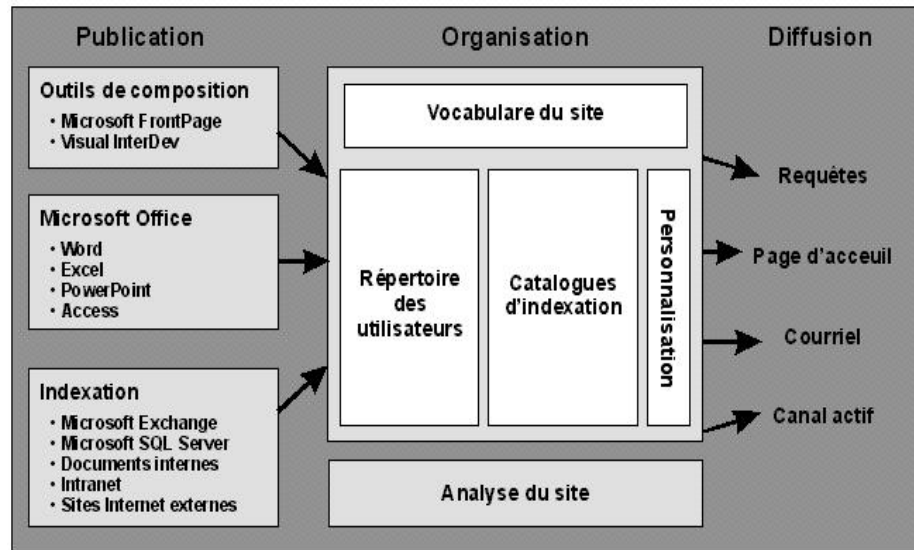 Publication
Outils de composition
• Microsoft FrontPage
• Visual InterDev
Microsoft Office
• Word
• Excel
• PowerPoint
• Access
Indexation
• Microsoft Exchange
• Microsoft SQL Server
• Documents internes
• Intranet
• Sites Internet externes
Organisation
Vocabulare du site
Répertoire
des
utilisateurs
Catalogues
d'indexation
Personnalisation
Analyse du site
Diffusion
Requêtes
Page d'acceuil
Courriel
Canal actif